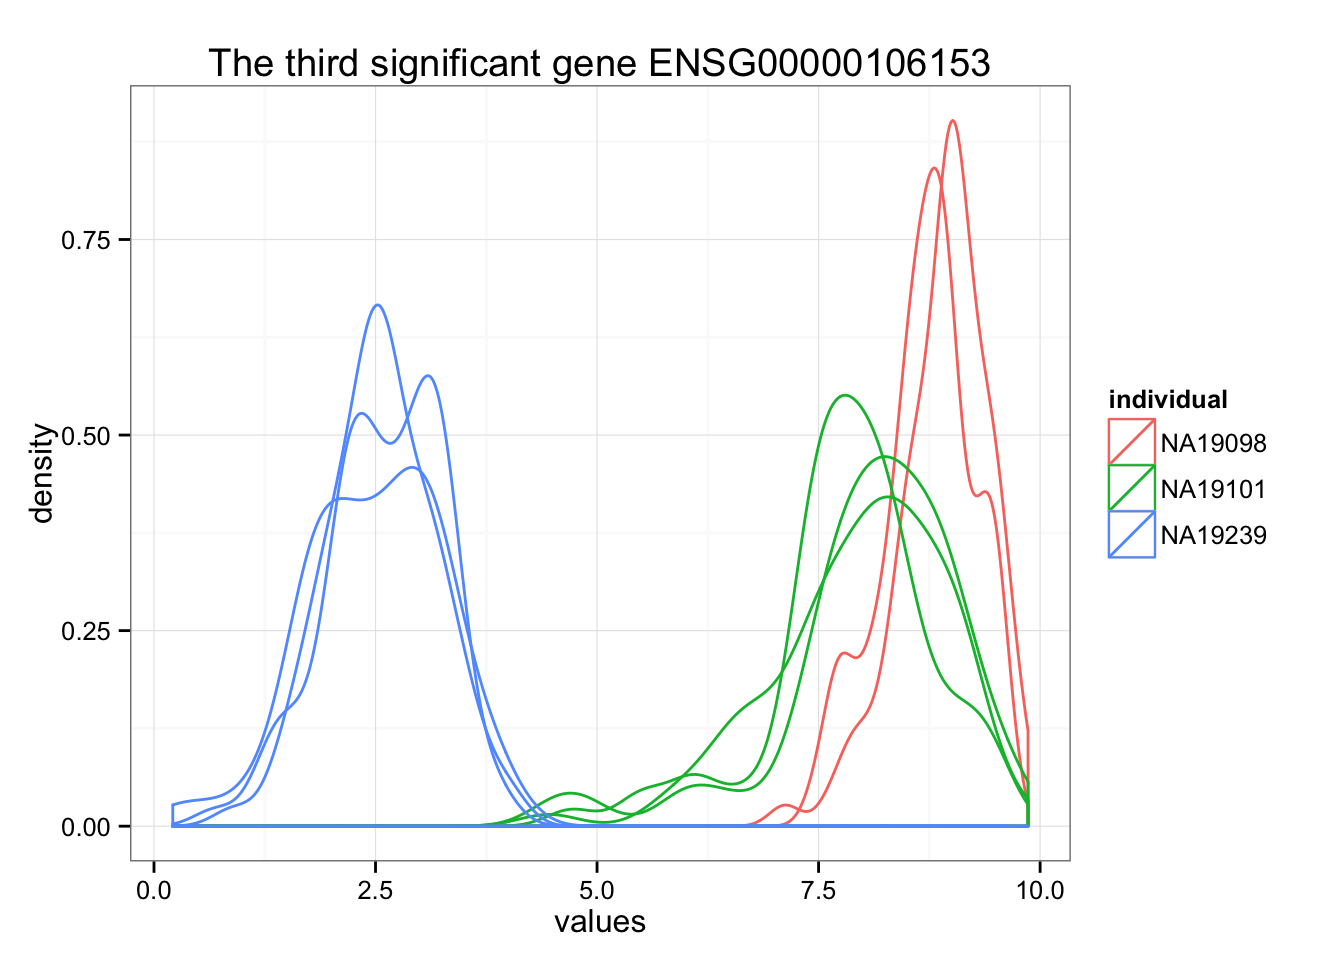 The third significant gene ENSG00000106153
density
0.75
0.50
0.25
0.00
0.0 2.5 5.0 7.5 10.0
values
individual
NA19098
NA19101
NA19239